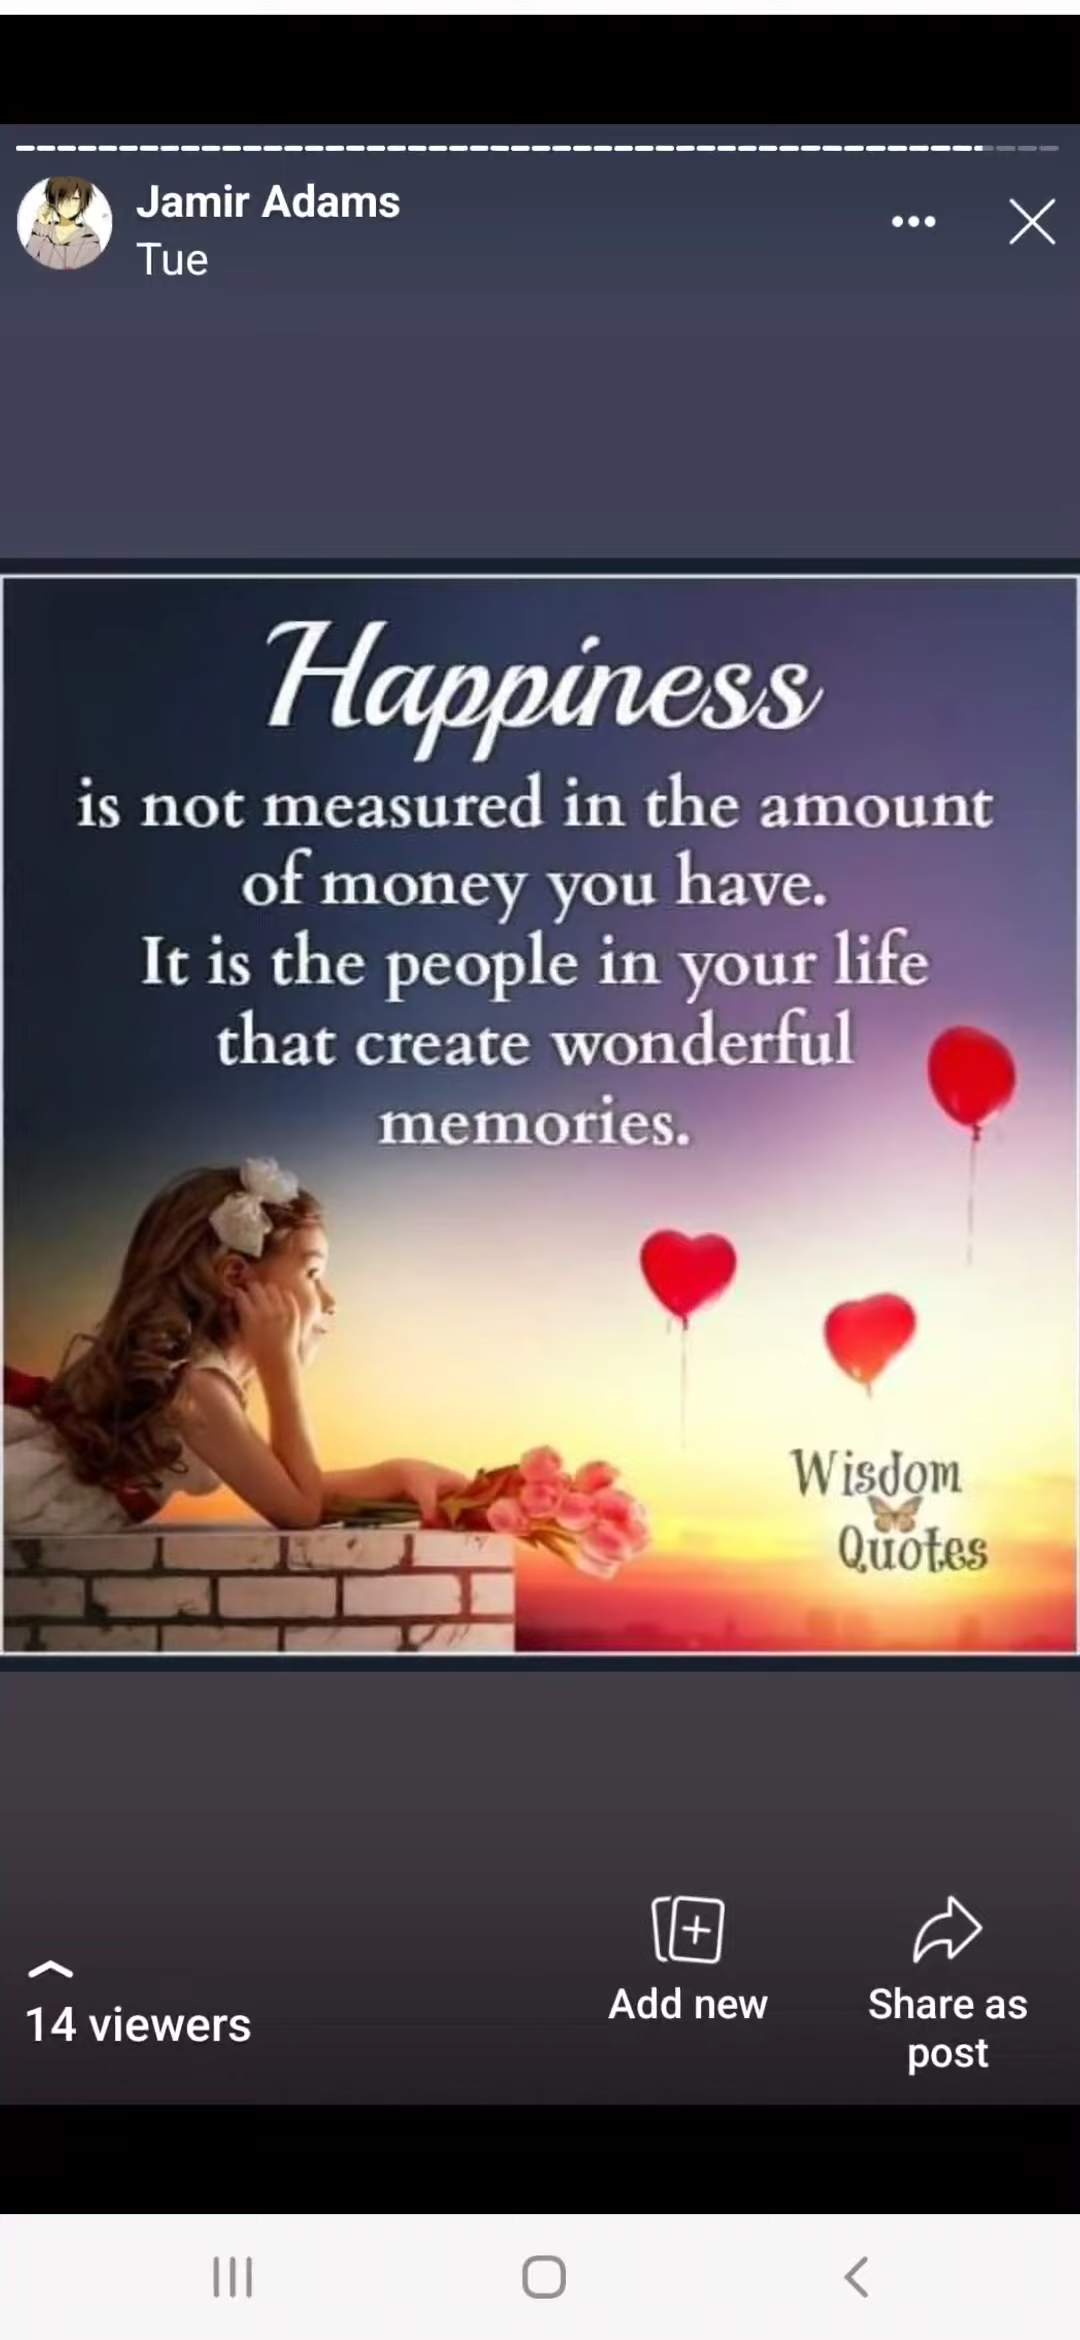 Jamir Adams
Tue
Happiness
is not measured in the amount
of money you have.
It is the people in your life
that create wonderful
memories.
Wisdom
Quotes
14 viewers
Add new
Share as
post